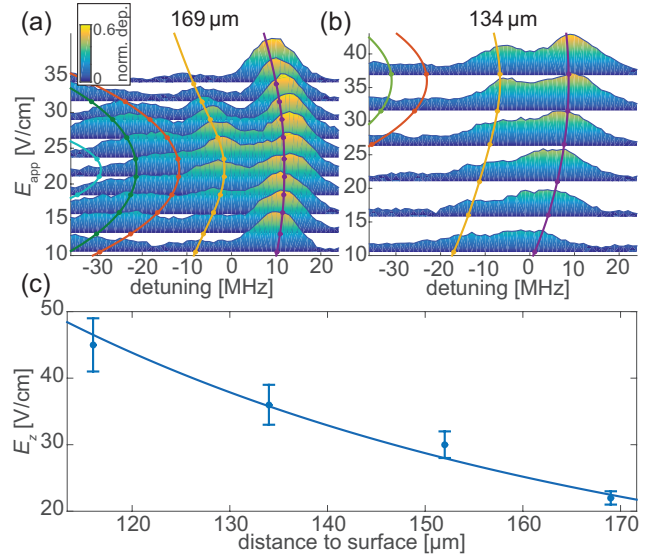 (a) 169 µm (b) 134 µm
0.6
0
norm. dep.
35
30
25
20
15
10
E_app [V/cm]
-30 -20 -10 0 10 20
detuning [MHz]
40
35
30
25
20
15
10
-30 -20 -10 0 10 20
detuning [MHz]
(c)
50
40
30
20
E_z [V/cm]
120 130 140 150 160 170
distance to surface [µm]